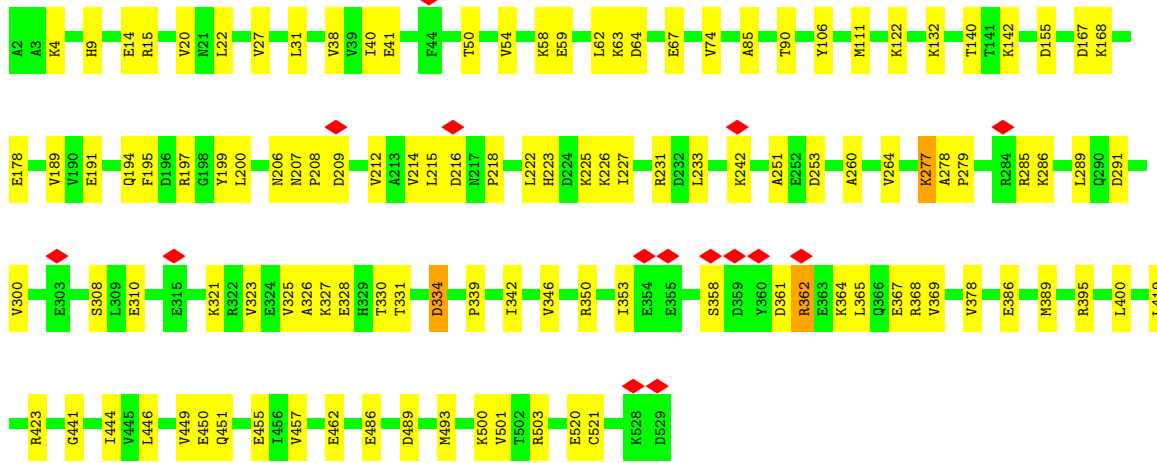 A2 A3 K4 H9 E14 R15 V20 N21 L22 V27 L31 V38 V39 I40 E41 F44 T50 V54 K58 E59 L62 K63 D64 E67 V74 A85 T90 Y106 M111 K122 K132 T140 T141 K142 D155 D167 K168
E178 V189 V190 E191 Q194 F195 D196 R197 G198 Y199 L200 N206 N207 P208 D209 V212 A213 V214 L215 D216 N217 P218 L222 H223 D224 K225 K226 I227 R231 D232 L233 K242 A251 E252 D253 A260 V264 K277 A278 P279 R284 R285 K286 L289 Q290 D291
V300 E303 S308 L309 E310 E315 K321 R322 V323 E324 V325 A326 K327 E328 H329 T330 T331 D334 P339 I342 V346 R350 I353 E354 E355 S358 D359 Y360 D361 R362 E363 K364 L365 Q366 E367 R368 V369 V378 E386 M389 R395 L400
R423 G441 I444 V445 L446 V449 E450 Q451 E455 I456 V457 E462 E486 D489 M493 K500 V501 T502 R503 E520 C521 K528 D529